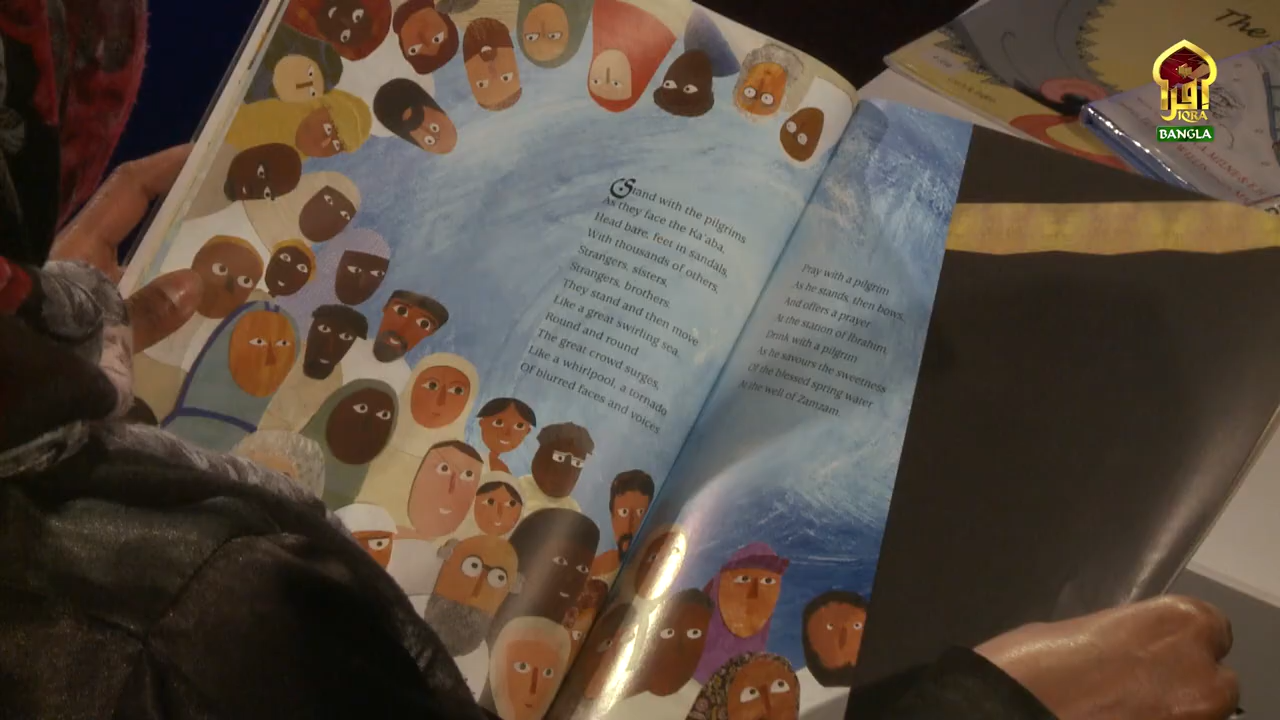 Stand with the pilgrims
As they face the Ka'aba,
Head bare, feet in sandals,
With thousands of others,
Strangers, sisters,
Strangers, brothers.
They stand and then move
Like a great swirling sea.
Round and round
The great crowd surges,
Like a whirlpool, a tornado
Of blurred faces and voices
Pray with a pilgrim
As he stands, then bows,
And offers a prayer
At the station of Ibrahim,
Drink with a pilgrim
As he savours the sweetness
Of the blessed spring water
At the well of Zamzam.
The
اقرأ
IQRA
BANGLA